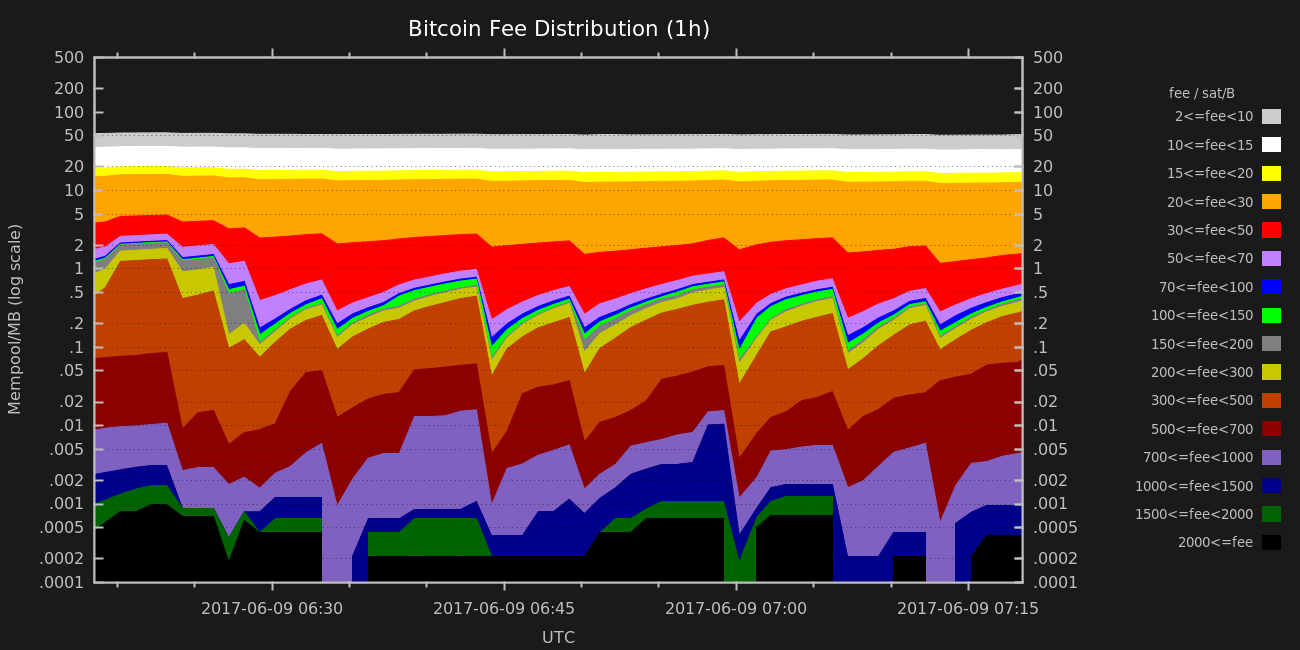 Bitcoin Fee Distribution (1h)
500 500
200 200
100 100
50 50
20 20
10 10
5 5
2 2
1 1
.5 .5
.2 .2
.1 .1
.05 .05
.02 .02
.01 .01
.005 .005
.002 .002
.001 .001
.0005 .0005
.0002 .0002
.0001 .0001
Mempool/MB (log scale)
2017-06-09 06:30 2017-06-09 06:45 2017-06-09 07:00 2017-06-09 07:15
UTC
fee / sat/B
2<=fee<10
10<=fee<15
15<=fee<20
20<=fee<30
30<=fee<50
50<=fee<70
70<=fee<100
100<=fee<150
150<=fee<200
200<=fee<300
300<=fee<500
500<=fee<700
700<=fee<1000
1000<=fee<1500
1500<=fee<2000
2000<=fee